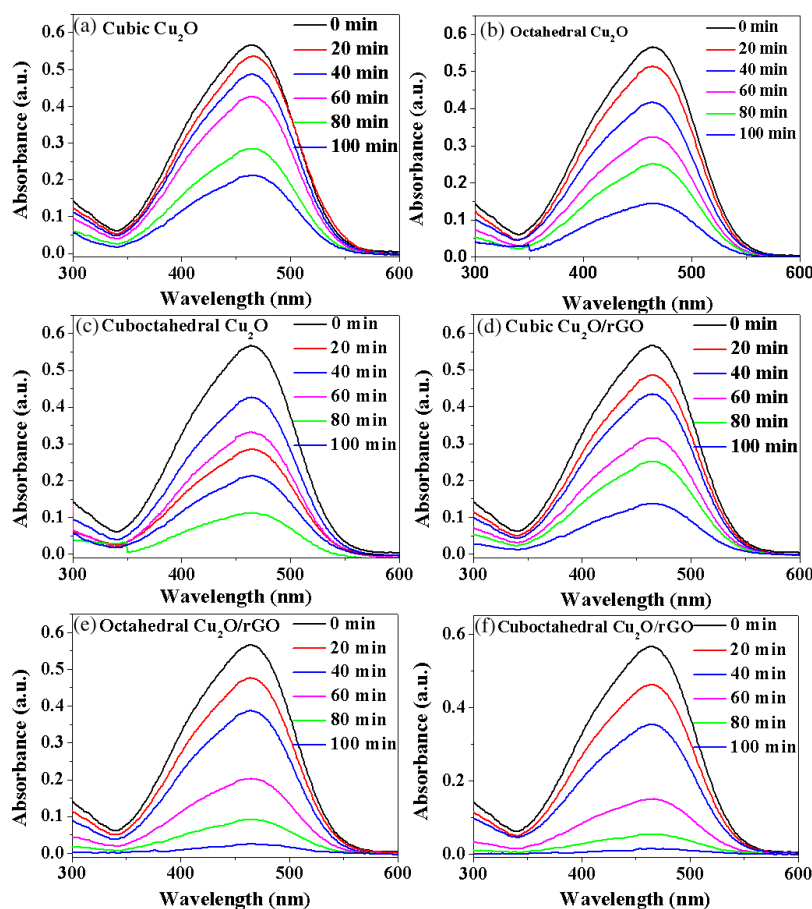 (a) Cubic Cu₂O
0 min
20 min
40 min
60 min
80 min
100 min
0.6
0.5
0.4
0.3
0.2
0.1
0.0
Absorbance (a.u.)
300 400 500 600
Wavelength (nm)
(b) Octahedral Cu₂O
0 min
20 min
40 min
60 min
80 min
100 min
0.6
0.5
0.4
0.3
0.2
0.1
0.0
Absorbance (a.u.)
300 400 500 600
Wavelength (nm)
(c) Cuboctahedral Cu₂O
0 min
20 min
40 min
60 min
80 min
100 min
0.6
0.5
0.4
0.3
0.2
0.1
0.0
Absorbance (a.u.)
300 400 500 600
Wavelength (nm)
(d) Cubic Cu₂O/rGO
0 min
20 min
40 min
60 min
80 min
100 min
0.6
0.5
0.4
0.3
0.2
0.1
0.0
Absorbance (a.u.)
300 400 500 600
Wavelength (nm)
(e) Octahedral Cu₂O/rGO
0 min
20 min
40 min
60 min
80 min
100 min
0.6
0.5
0.4
0.3
0.2
0.1
0.0
Absorbance (a.u.)
300 400 500 600
Wavelength (nm)
(f) Cuboctahedral Cu₂O/rGO
0 min
20 min
40 min
60 min
80 min
100 min
0.6
0.4
0.2
0.0
Absorbance (a.u.)
300 400 500 600
Wavelength (nm)